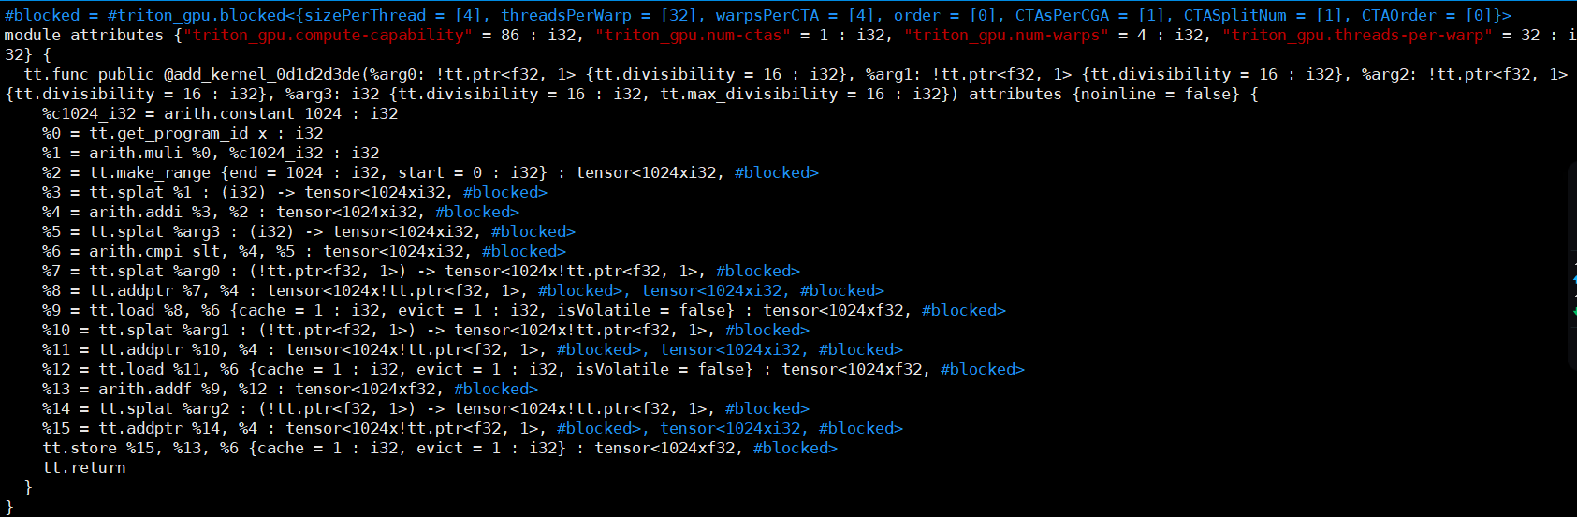 #blocked = #triton_gpu.blocked<{sizePerThread = [4], threadsPerWarp = [32], warpsPerCTA = [4], order = [0], CTAsPerCGA = [1], CTASplitNum = [1], CTAOrder = [0]}>
module attributes {"triton_gpu.compute-capability" = 86 : i32, "triton_gpu.num-ctas" = 1 : i32, "triton_gpu.num-warps" = 4 : i32, "triton_gpu.threads-per-warp" = 32 : i
32} {
  tt.func public @add_kernel_0d1d2d3de(%arg0: !tt.ptr<f32, 1> {tt.divisibility = 16 : i32}, %arg1: !tt.ptr<f32, 1> {tt.divisibility = 16 : i32}, %arg2: !tt.ptr<f32, 1>
{tt.divisibility = 16 : i32}, %arg3: i32 {tt.divisibility = 16 : i32, tt.max_divisibility = 16 : i32}) attributes {noinline = false} {
    %c1024_i32 = arith.constant 1024 : i32
    %0 = tt.get_program_id x : i32
    %1 = arith.muli %0, %c1024_i32 : i32
    %2 = tt.make_range {end = 1024 : i32, start = 0 : i32} : tensor<1024xi32, #blocked>
    %3 = tt.splat %1 : (i32) -> tensor<1024xi32, #blocked>
    %4 = arith.addi %3, %2 : tensor<1024xi32, #blocked>
    %5 = tt.splat %arg3 : (i32) -> tensor<1024xi32, #blocked>
    %6 = arith.cmpi slt, %4, %5 : tensor<1024xi32, #blocked>
    %7 = tt.splat %arg0 : (!tt.ptr<f32, 1>) -> tensor<1024x!tt.ptr<f32, 1>, #blocked>
    %8 = tt.addptr %7, %4 : tensor<1024x!tt.ptr<f32, 1>, #blocked>, tensor<1024xi32, #blocked>
    %9 = tt.load %8, %6 {cache = 1 : i32, evict = 1 : i32, isVolatile = false} : tensor<1024xf32, #blocked>
    %10 = tt.splat %arg1 : (!tt.ptr<f32, 1>) -> tensor<1024x!tt.ptr<f32, 1>, #blocked>
    %11 = tt.addptr %10, %4 : tensor<1024x!tt.ptr<f32, 1>, #blocked>, tensor<1024xi32, #blocked>
    %12 = tt.load %11, %6 {cache = 1 : i32, evict = 1 : i32, isVolatile = false} : tensor<1024xf32, #blocked>
    %13 = arith.addf %9, %12 : tensor<1024xf32, #blocked>
    %14 = tt.splat %arg2 : (!tt.ptr<f32, 1>) -> tensor<1024x!tt.ptr<f32, 1>, #blocked>
    %15 = tt.addptr %14, %4 : tensor<1024x!tt.ptr<f32, 1>, #blocked>, tensor<1024xi32, #blocked>
    tt.store %15, %13, %6 {cache = 1 : i32, evict = 1 : i32} : tensor<1024xf32, #blocked>
    tt.return
  }
}